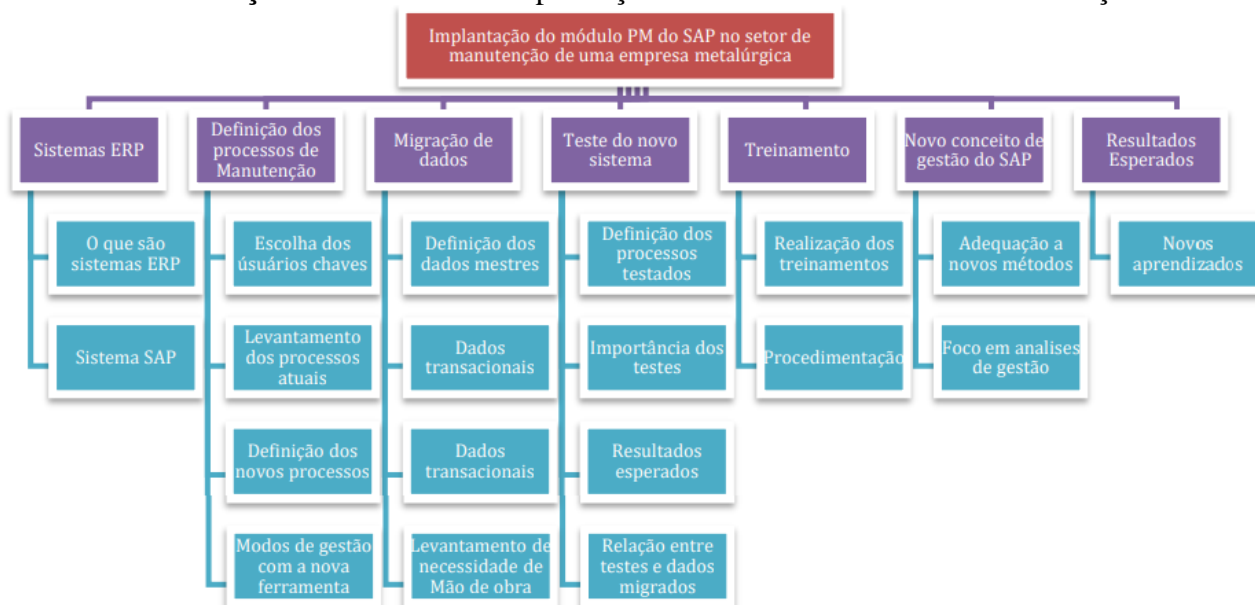 Implantação do módulo PM do SAP no setor de
manutenção de uma empresa metalúrgica
Sistemas ERP
O que são
sistemas ERP
Sistema SAP
Definição dos
processos de
Manutenção
Escolha dos
úsuários chaves
Levantamento
dos processos
atuais
Definição dos
novos processos
Modos de gestão
com a nova
ferramenta
Migração de
dados
Definição dos
dados mestres
Dados
transacionais
Dados
transacionais
Levantamento de
necessidade de
Mão de obra
Teste do novo
sistema
Definição dos
processos
testados
Importância dos
testes
Resultados
esperados
Relação entre
testes e dados
migrados
Treinamento
Realização dos
treinamentos
Procedimentação
Novo conceito de
gestão do SAP
Adequação a
novos métodos
Foco em analises
de gestão
Resultados
Esperados
Novos
aprendizados